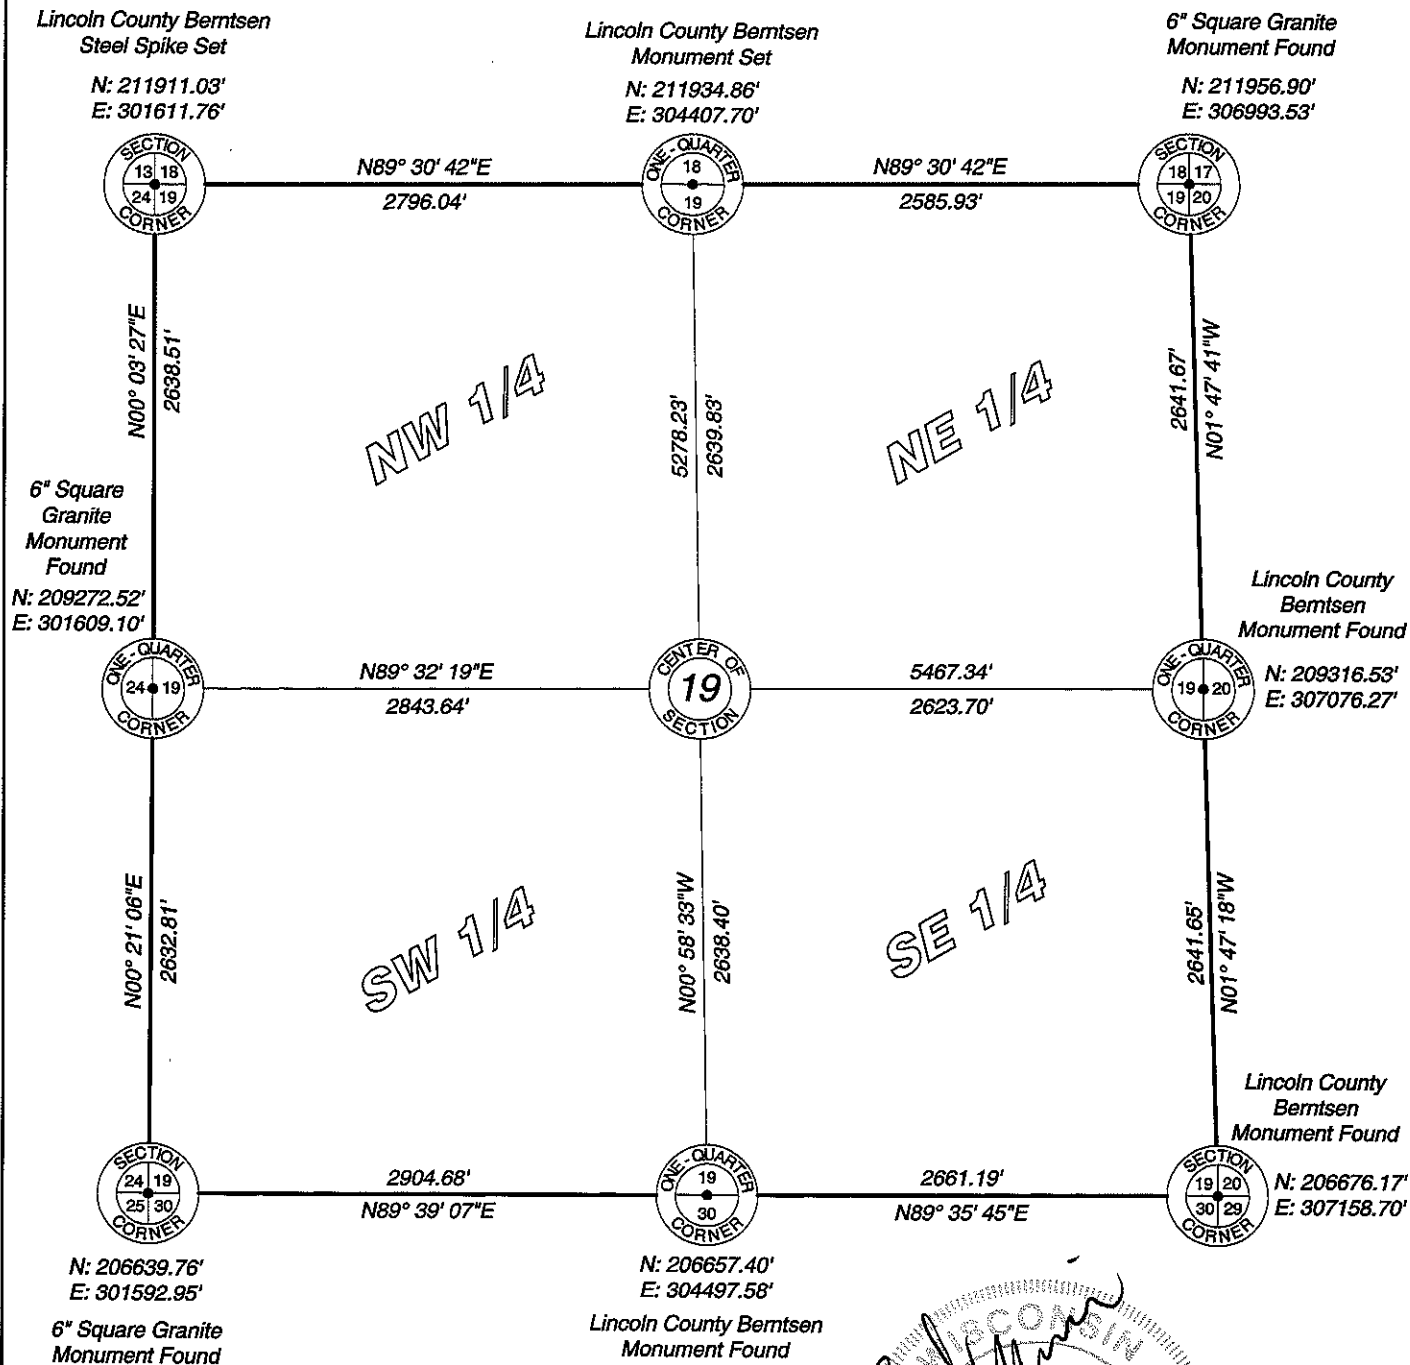 Lincoln County Berntsen
Steel Spike Set
N: 211911.03'
E: 301611.76'
Lincoln County Berntsen
Monument Set
N: 211934.86'
E: 304407.70'
6" Square Granite
Monument Found
N: 211956.90'
E: 306993.53'
SECTION
13 18
24 19
CORNER
N89° 30' 42"E
2796.04'
ONE-QUARTER
18
19
CORNER
N89° 30' 42"E
2585.93'
SECTION
18 17
19 20
CORNER
N00° 03' 27"E
2638.51'
NW 1/4
5278.23'
2639.83'
NE 1/4
2641.67'
N01° 47' 41"W
6" Square
Granite
Monument
Found
N: 209272.52'
E: 301609.10'
ONE-QUARTER
24 19
CORNER
N89° 32' 19"E
2843.64'
CENTER OF
19
SECTION
5467.34'
2623.70'
ONE-QUARTER
19 20
CORNER
Lincoln County
Berntsen
Monument Found
N: 209316.53'
E: 307076.27'
N00° 21' 06"E
2632.81'
SW 1/4
N00° 58' 33"W
2638.40'
SE 1/4
2641.65'
N01° 47' 18"W
SECTION
24 19
25 30
CORNER
2904.68'
N89° 39' 07"E
ONE-QUARTER
19
30
CORNER
2661.19'
N89° 35' 45"E
SECTION
19 20
30 29
CORNER
Lincoln County
Berntsen
Monument Found
N: 206676.17'
E: 307158.70'
N: 206639.76'
E: 301592.95'
6" Square Granite
Monument Found
N: 206657.40'
E: 304497.58'
Lincoln County Berntsen
Monument Found
WISCONSIN